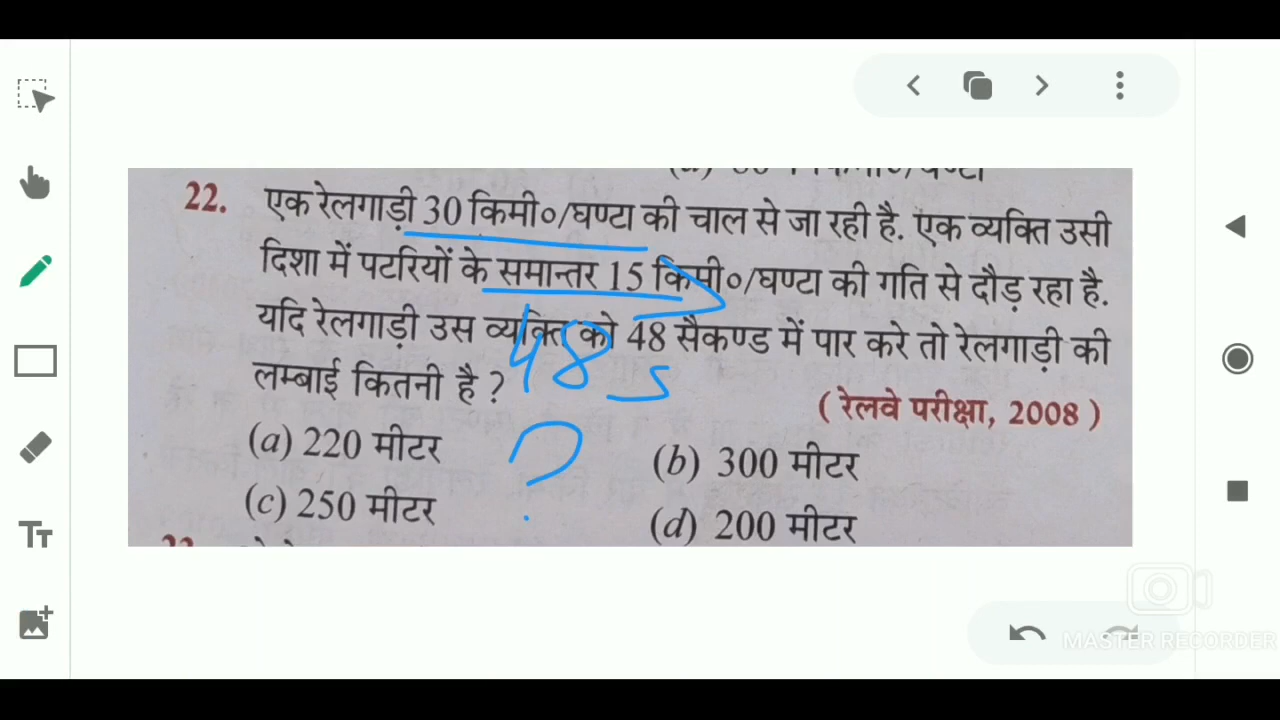 22. एक रेलगाड़ी 30 किमी०/घण्टा की चाल से जा रही है. एक व्यक्ति उसी
दिशा में पटरियों के समान्तर 15 किमी०/घण्टा की गति से दौड़ रहा है.
यदि रेलगाड़ी उस व्यक्ति को 48 सैकण्ड में पार करे तो रेलगाड़ी की
लम्बाई कितनी है ?
48 s
(रेलवे परीक्षा, 2008)
?
(a) 220 मीटर (b) 300 मीटर
(c) 250 मीटर (d) 200 मीटर
Tт
MASTER RECORDER